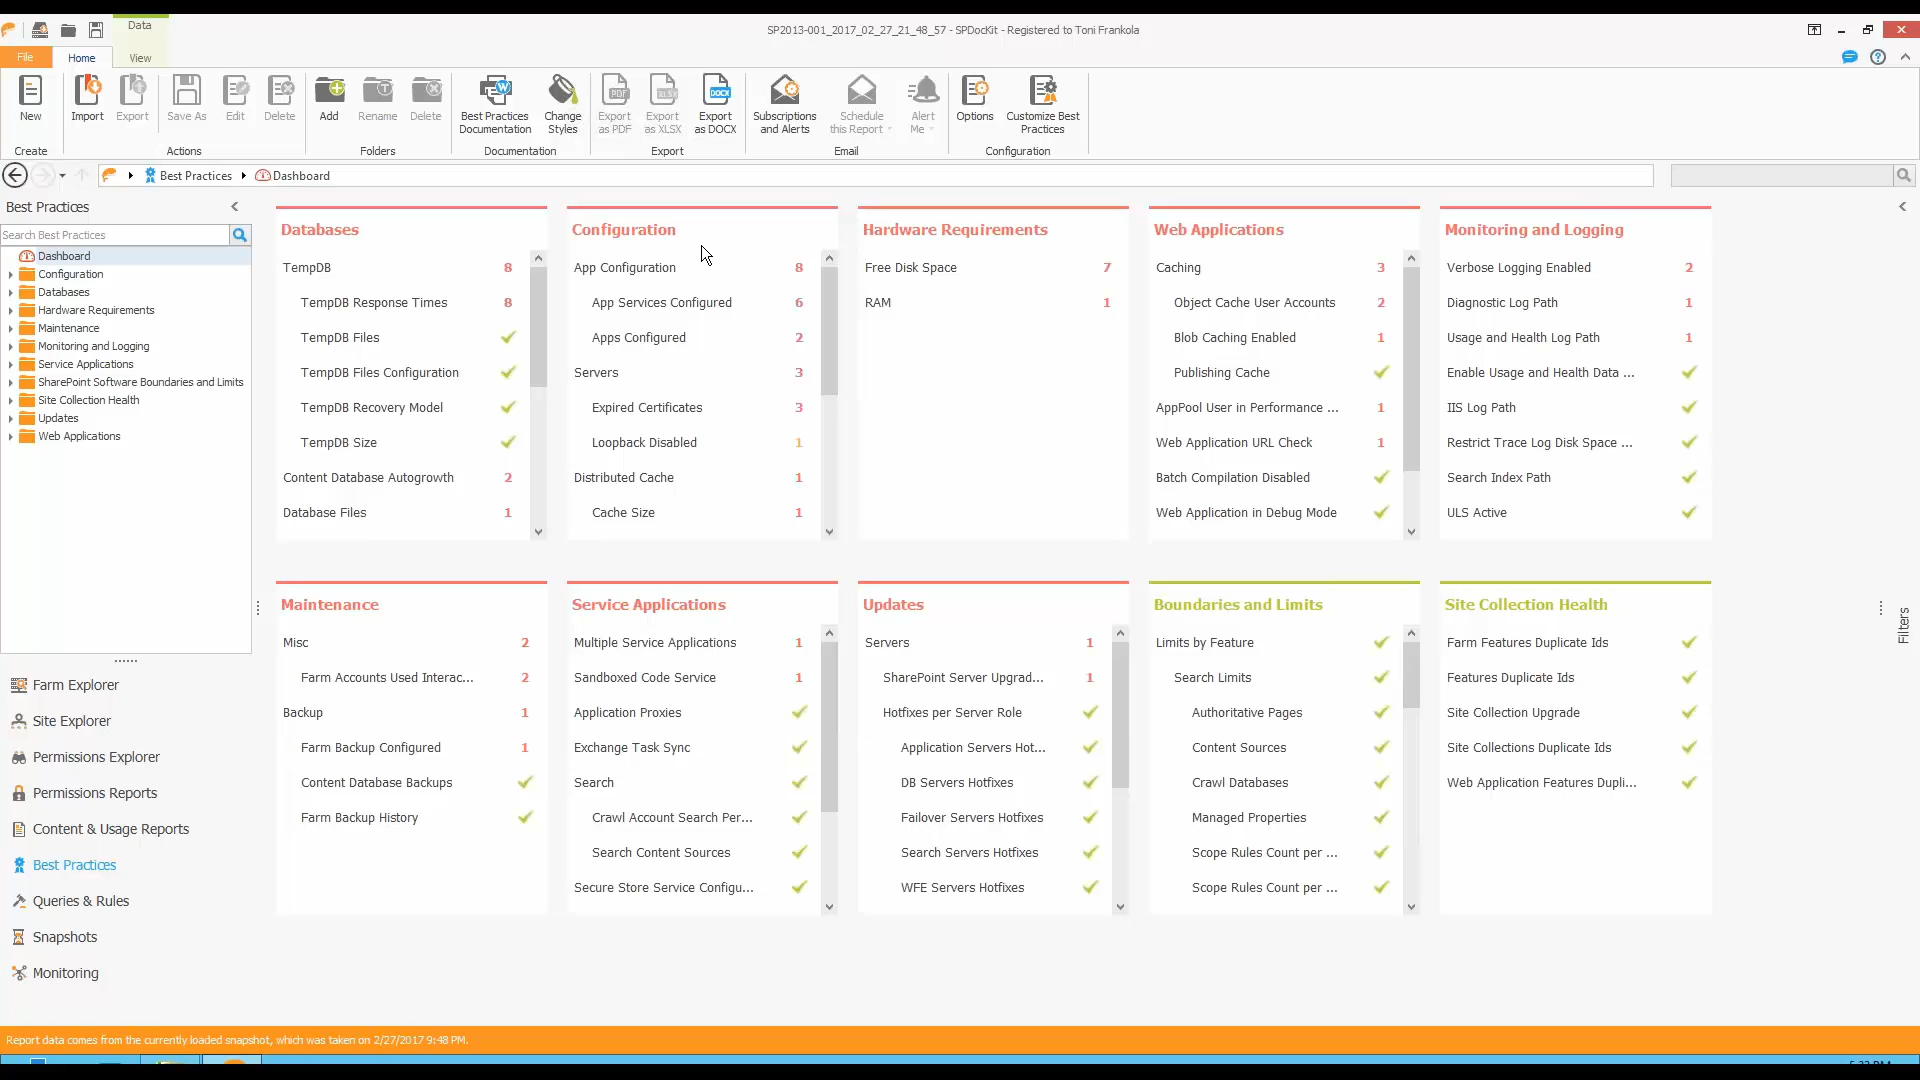 Data
SP2013-001_2017_02_27_21_48_57 - SPDocKit - Registered to Toni Frankola
File
Home
View
New
Import
Export
Save As
Edit
Delete
Add
Rename
Delete
Best Practices
Documentation
Change
Styles
Export
as PDF
Export
as XLSX
Export
as DOCX
Subscriptions
and Alerts
Schedule
this Report
Alert
Me
Options
Customize Best
Practices
Create
Actions
Folders
Documentation
Export
Email
Configuration
Best Practices
Dashboard
Best Practices
Search Best Practices
Dashboard
Configuration
Databases
Hardware Requirements
Maintenance
Monitoring and Logging
Service Applications
SharePoint Software Boundaries and Limits
Site Collection Health
Updates
Web Applications
Farm Explorer
Site Explorer
Permissions Explorer
Permissions Reports
Content & Usage Reports
Best Practices
Queries & Rules
Snapshots
Monitoring
Databases
TempDB 8
TempDB Response Times 8
TempDB Files
TempDB Files Configuration
TempDB Recovery Model
TempDB Size
Content Database Autogrowth 2
Database Files 1
Configuration
App Configuration 8
App Services Configured 6
Apps Configured 2
Servers 3
Expired Certificates 3
Loopback Disabled 1
Distributed Cache 1
Cache Size 1
Hardware Requirements
Free Disk Space 7
RAM 1
Web Applications
Caching 3
Object Cache User Accounts 2
Blob Caching Enabled 1
Publishing Cache
AppPool User in Performance ... 1
Web Application URL Check 1
Batch Compilation Disabled
Web Application in Debug Mode
Monitoring and Logging
Verbose Logging Enabled 2
Diagnostic Log Path 1
Usage and Health Log Path 1
Enable Usage and Health Data ...
IIS Log Path
Restrict Trace Log Disk Space ...
Search Index Path
ULS Active
Maintenance
Misc 2
Farm Accounts Used Interac... 2
Backup 1
Farm Backup Configured 1
Content Database Backups
Farm Backup History
Service Applications
Multiple Service Applications 1
Sandboxed Code Service 1
Application Proxies
Exchange Task Sync
Search
Crawl Account Search Per...
Search Content Sources
Secure Store Service Configu...
Updates
Servers 1
SharePoint Server Upgrad... 1
Hotfixes per Server Role
Application Servers Hot...
DB Servers Hotfixes
Failover Servers Hotfixes
Search Servers Hotfixes
WFE Servers Hotfixes
Boundaries and Limits
Limits by Feature
Search Limits
Authoritative Pages
Content Sources
Crawl Databases
Managed Properties
Scope Rules Count per ...
Scope Rules Count per ...
Site Collection Health
Farm Features Duplicate Ids
Features Duplicate Ids
Site Collection Upgrade
Site Collections Duplicate Ids
Web Application Features Dupli...
Filters
Report data comes from the currently loaded snapshot, which was taken on 2/27/2017 9:48 PM.